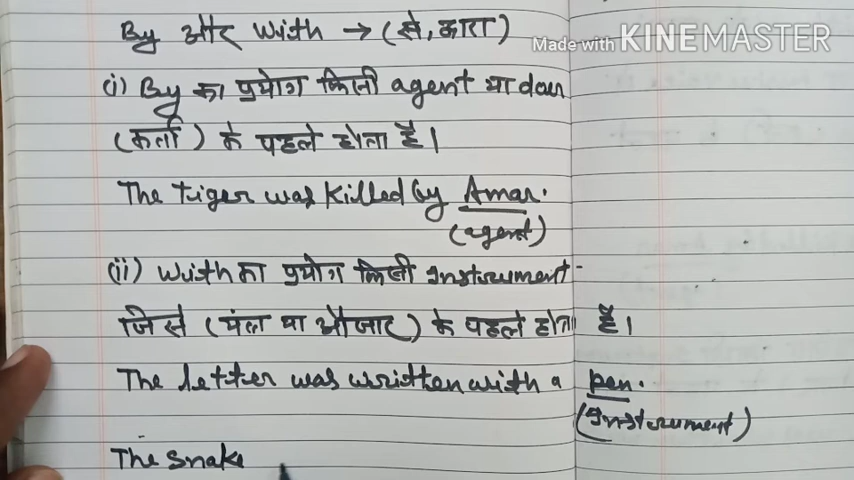 By और with → (से, द्वारा)
Made with KINEMASTER
(i) By का प्रयोग किसी agent या doer
(कर्ता) के पहले होता है।
The tiger was killed by Amar.
(agent)
(ii) with का प्रयोग किसी Instrument
जिसे (यंत्र या औजार) के पहले होता है।
The letter was written with a pen.
(Instrument)
The snake